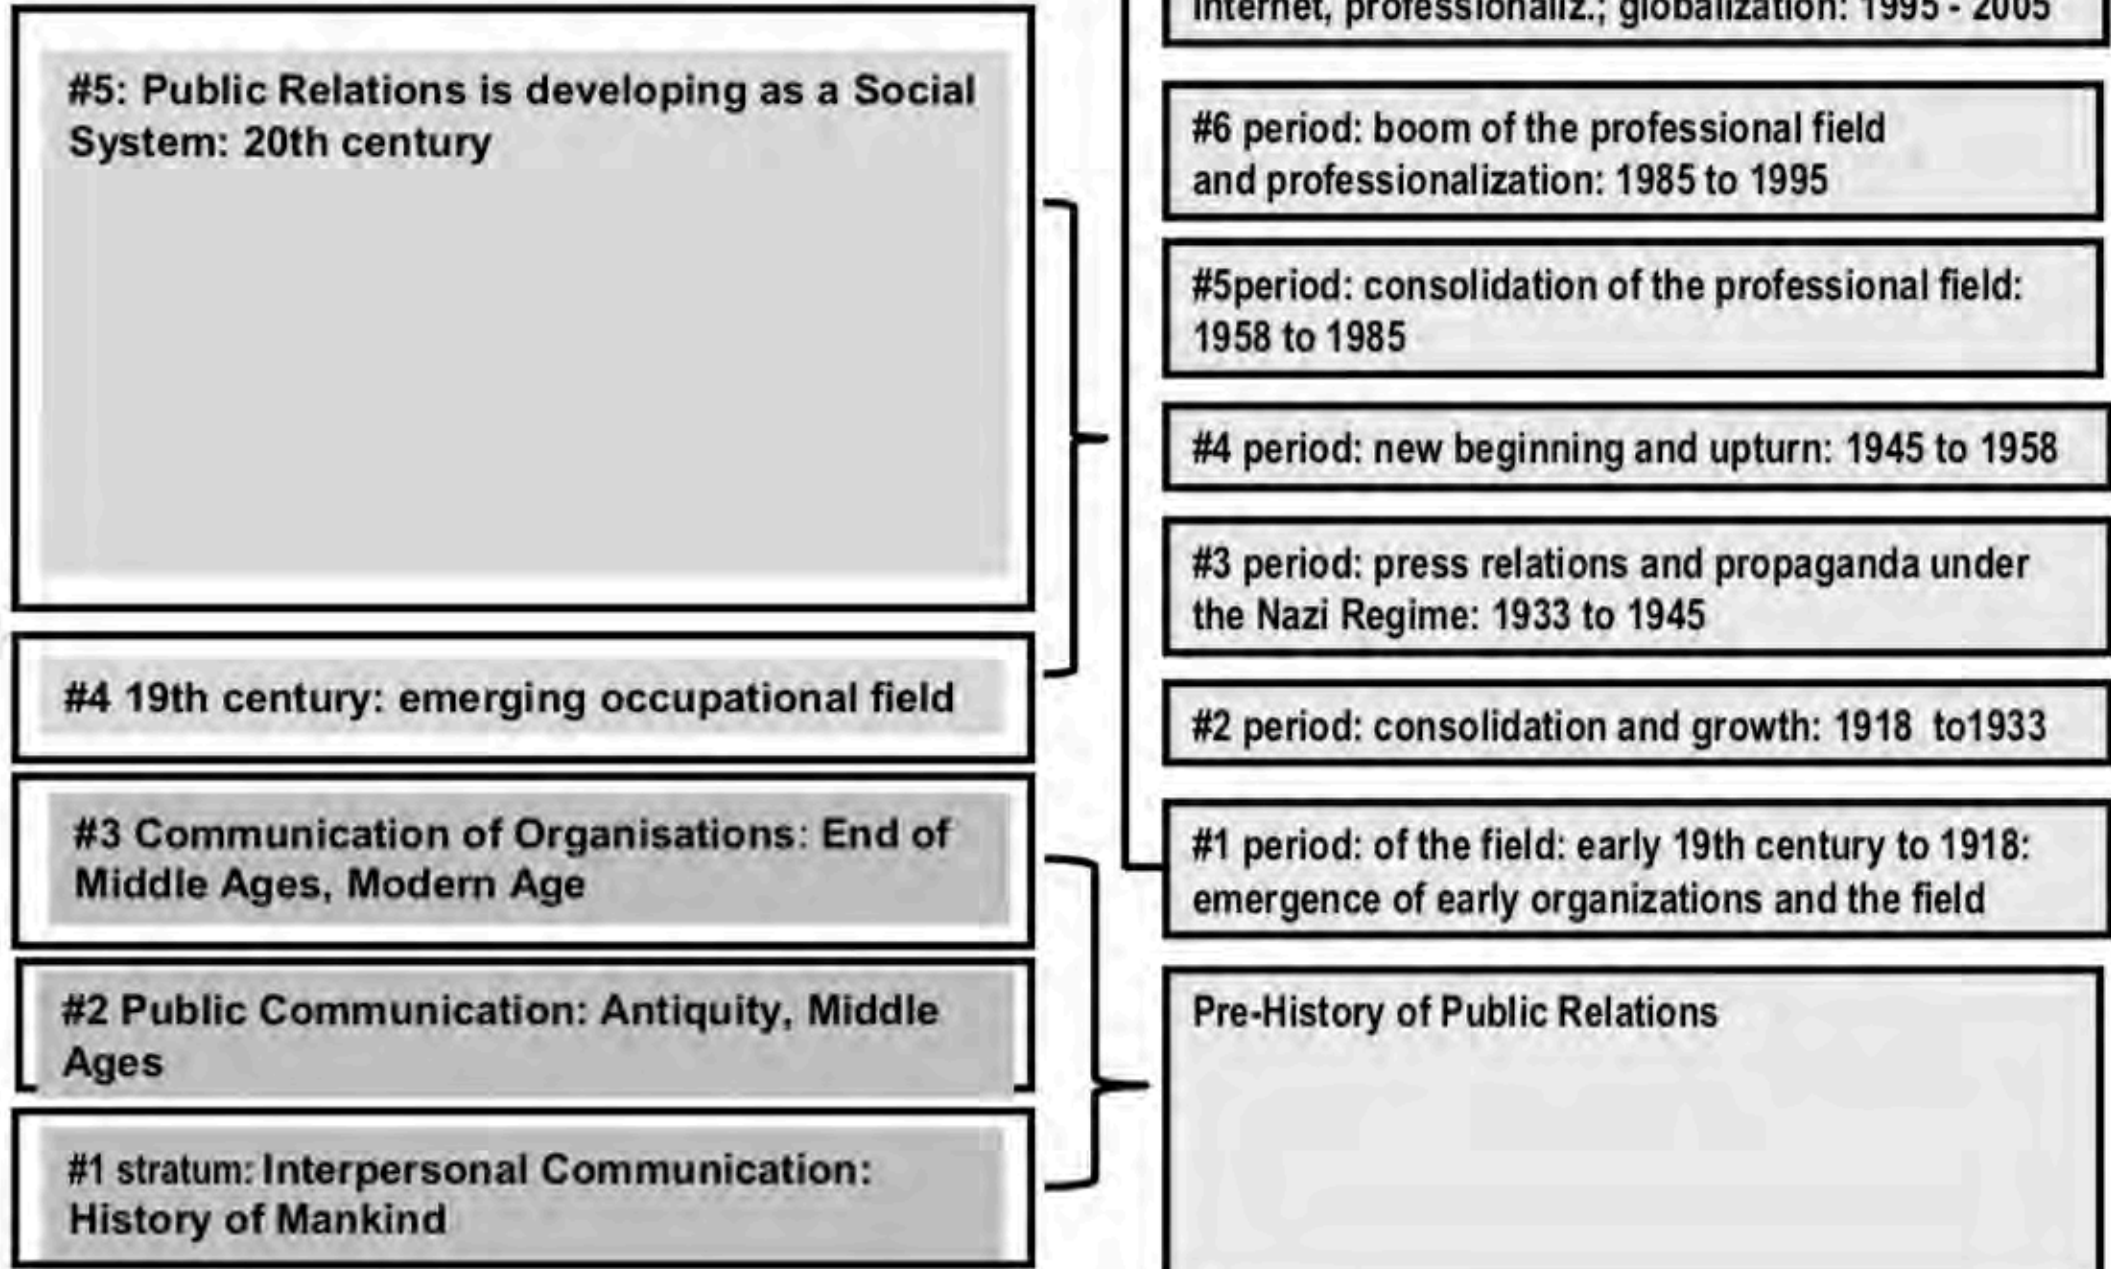 #5: Public Relations is developing as a Social
System: 20th century
#4 19th century: emerging occupational field
#3 Communication of Organisations: End of
Middle Ages, Modern Age
#2 Public Communication: Antiquity, Middle
Ages
#1 stratum: Interpersonal Communication:
History of Mankind
internet, professionaliz.; globalization: 1995 - 2005
#6 period: boom of the professional field
and professionalization: 1985 to 1995
#5period: consolidation of the professional field:
1958 to 1985
#4 period: new beginning and upturn: 1945 to 1958
#3 period: press relations and propaganda under
the Nazi Regime: 1933 to 1945
#2 period: consolidation and growth: 1918  to1933
#1 period: of the field: early 19th century to 1918:
emergence of early organizations and the field
Pre-History of Public Relations